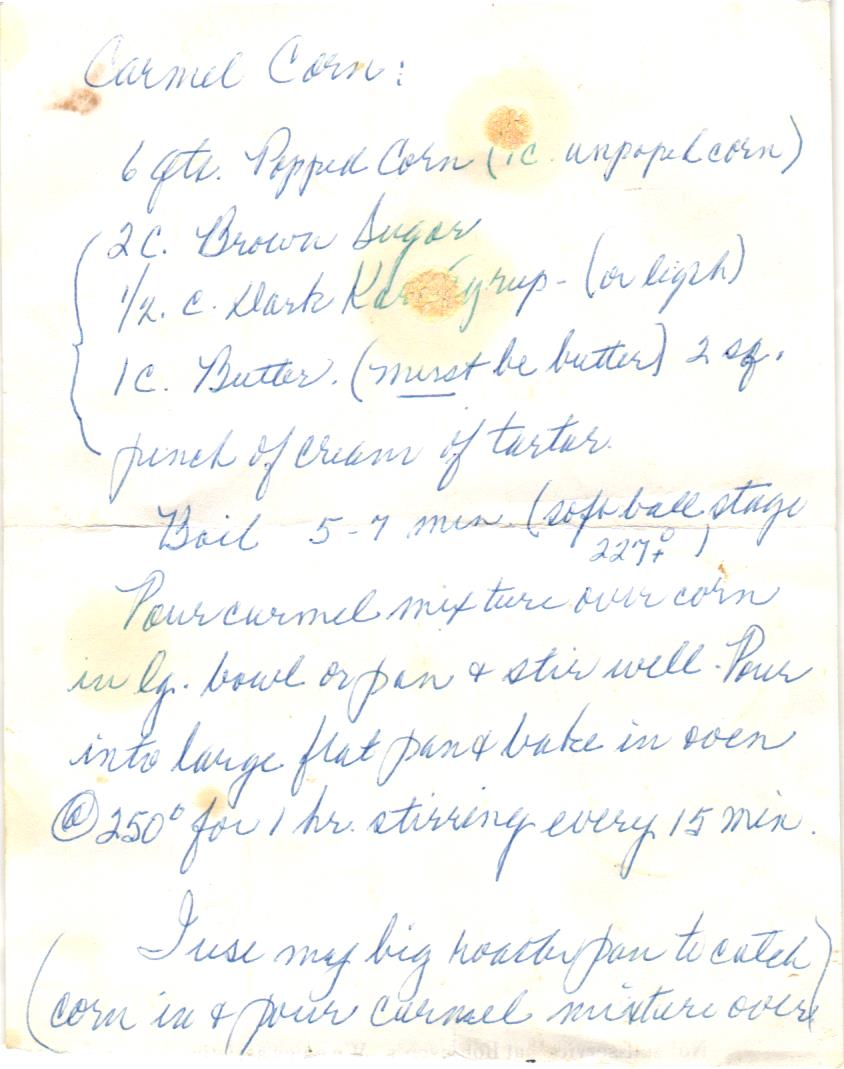 Carmel Corn:
6 qts. Popped Corn (1 c. unpoped corn)
2 C. Brown Sugar
1/2. c. Dark Karo Syrup - (or light)
1 C. Butter. (must be butter) 2 sq.
pinch of cream of tartar.
Boil 5-7 min. (soft ball stage
227+° )
Pour carmel mixture over corn
in lg. bowl or pan & stir well. Pour
into large flat pan & bake in oven
@ 250° for 1 hr. stirring every 15 min.
I use my big roaster pan to catch
(corn in & pour carmel mixture over)